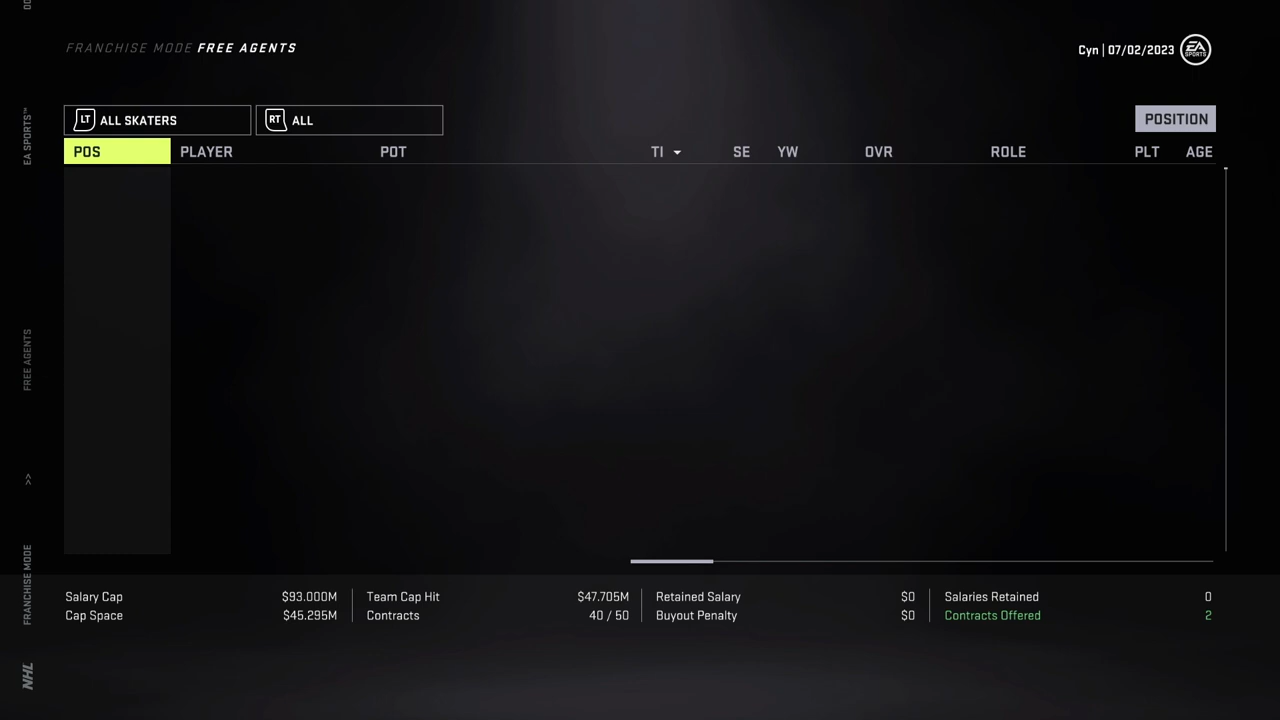 FRANCHISE MODE FREE AGENTS
Cyn | 07/02/2023
EA SPORTS
LT ALL SKATERS
RT ALL
POSITION
POS PLAYER POT TI SE YW OVR ROLE PLT AGE
Salary Cap $93.000M Team Cap Hit $47.705M Retained Salary $0 Salaries Retained 0
Cap Space $45.295M Contracts 40 / 50 Buyout Penalty $0 Contracts Offered 2
NHL FRANCHISE MODE >> FREE AGENTS EA SPORTS™